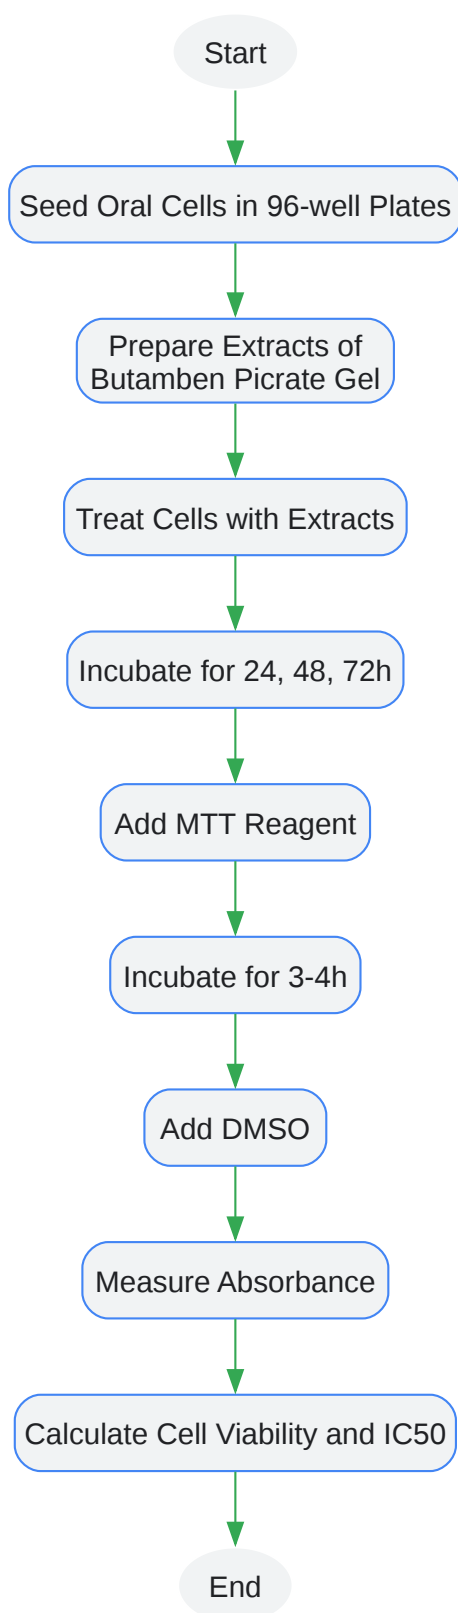 Start
Seed Oral Cells in 96-well Plates
Prepare Extracts of
Butamben Picrate Gel
Treat Cells with Extracts
Incubate for 24, 48, 72h
Add MTT Reagent
Incubate for 3-4h
Add DMSO
Measure Absorbance
Calculate Cell Viability and IC50
End